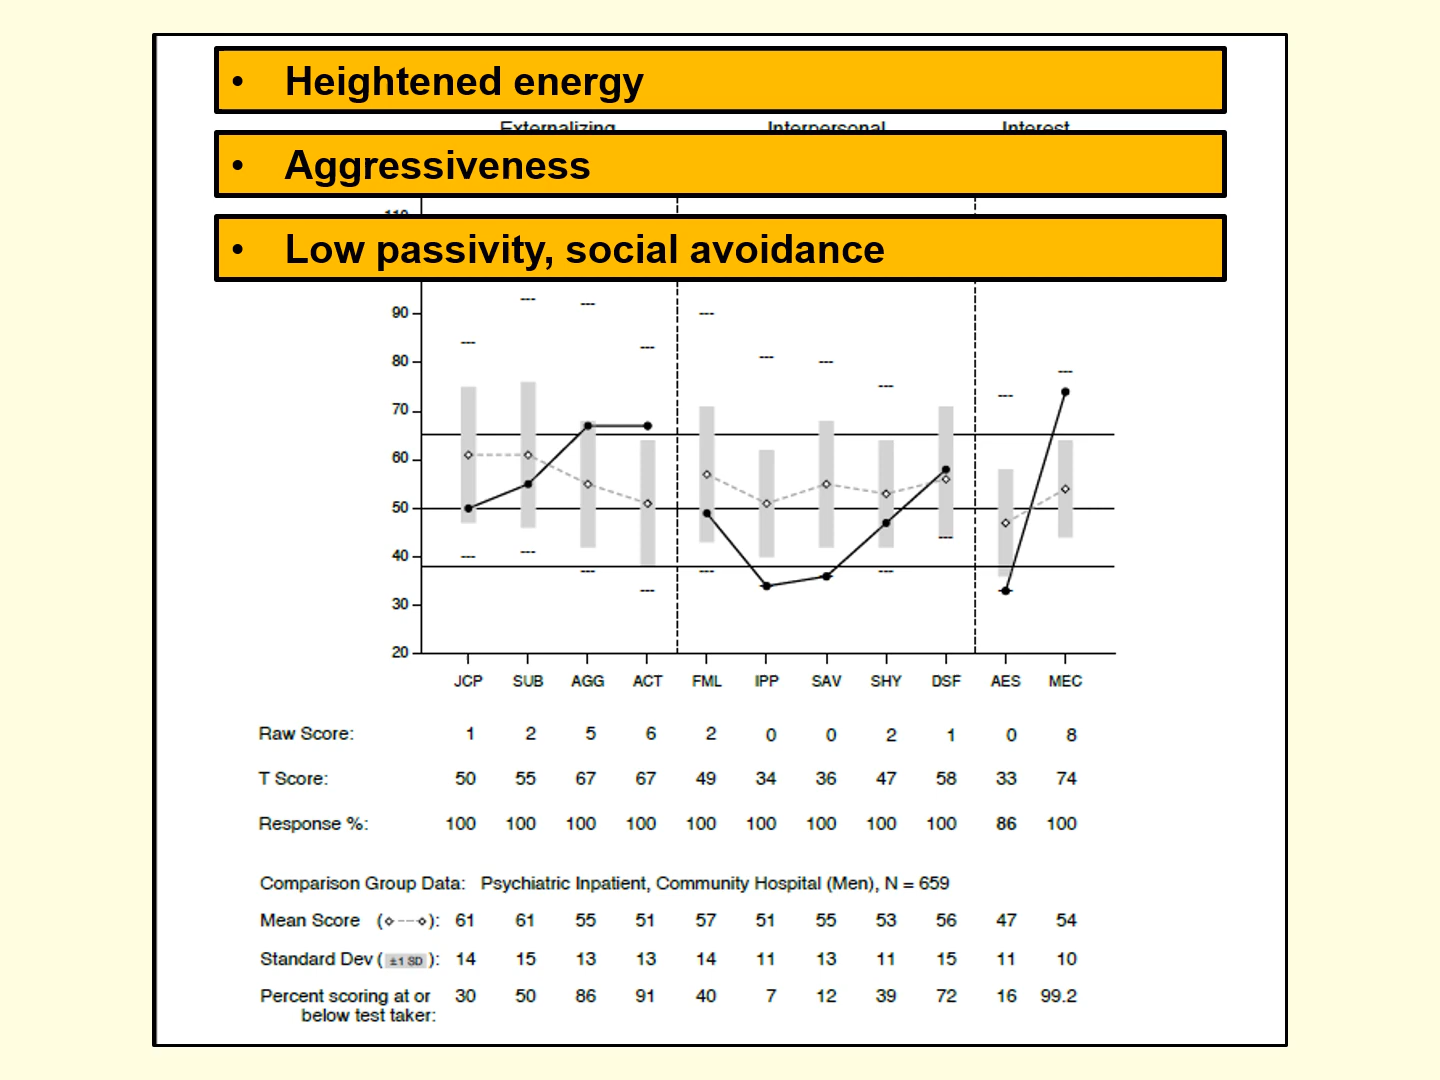 • Heightened energy
Externalizing Interpersonal Interest
• Aggressiveness
110
• Low passivity, social avoidance
90
80
70
60
50
40
30
20
JCP SUB AGG ACT FML IPP SAV SHY DSF AES MEC
Raw Score: 1 2 5 6 2 0 0 2 1 0 8
T Score: 50 55 67 67 49 34 36 47 58 33 74
Response %: 100 100 100 100 100 100 100 100 100 86 100
Comparison Group Data: Psychiatric Inpatient, Community Hospital (Men), N = 659
Mean Score (◇---◇): 61 61 55 51 57 51 55 53 56 47 54
Standard Dev (±1 SD): 14 15 13 13 14 11 13 11 15 11 10
Percent scoring at or 30 50 86 91 40 7 12 39 72 16 99.2
below test taker: